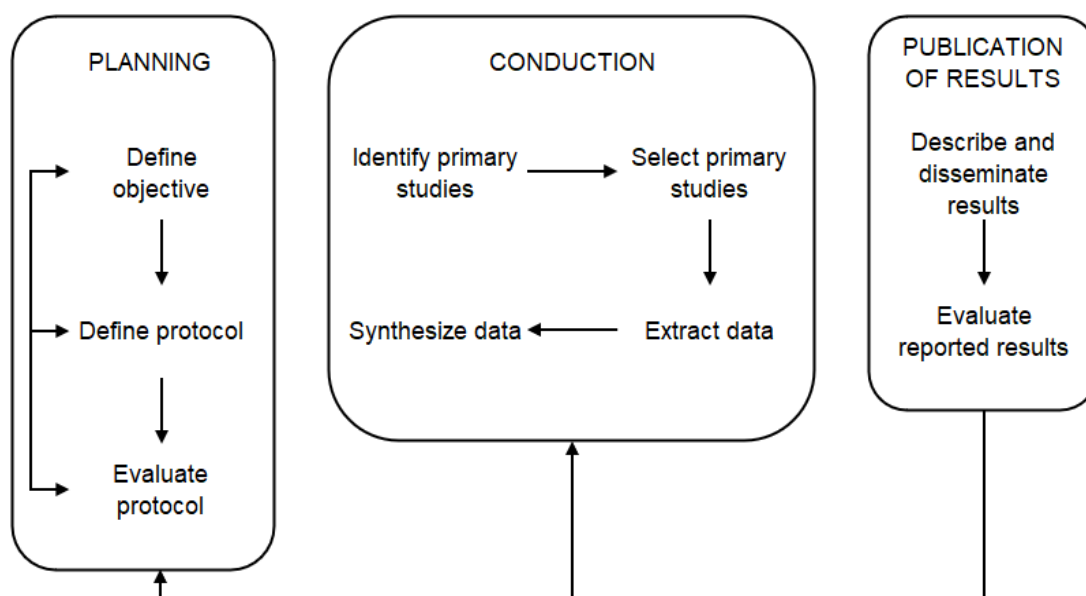 PLANNING
Define
objective
Define protocol
Evaluate
protocol
CONDUCTION
Identify primary
studies
Select primary
studies
Extract data
Synthesize data
PUBLICATION
OF RESULTS
Describe and
disseminate
results
Evaluate
reported results